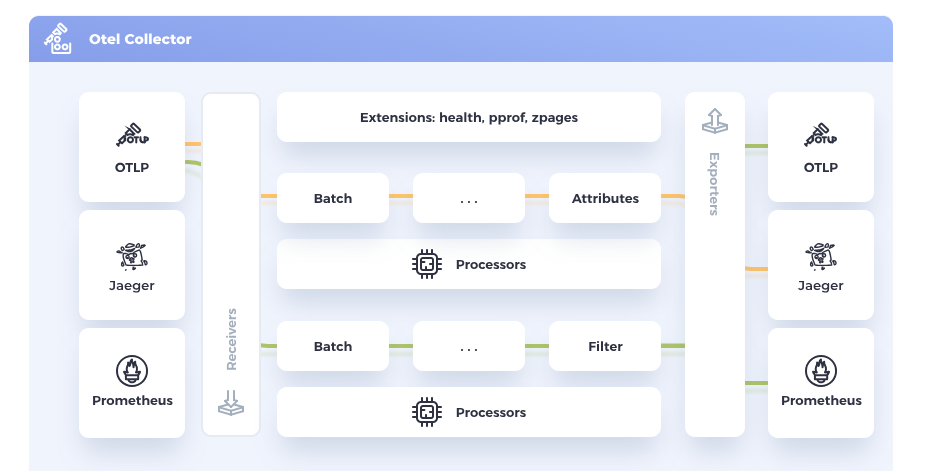 Otel Collector
OTLP
OTLP
Jaeger
Prometheus
Receivers
Extensions: health, pprof, zpages
Batch
. . .
Attributes
Processors
Batch
. . .
Filter
Processors
Exporters
OTLP
OTLP
Jaeger
Prometheus